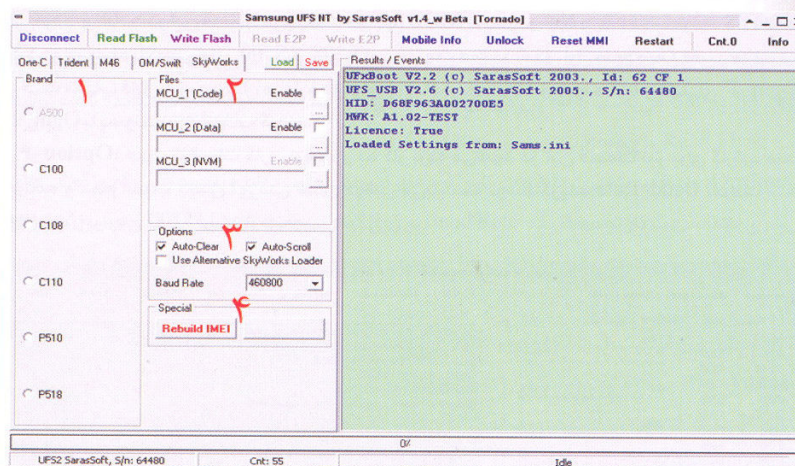 Samsung UFS NT by SarasSoft v1.4_w Beta [Tornado]
Disconnect Read Flash Write Flash Read E2P Write E2P Mobile Info Unlock Reset MMI Restart Cnt.0 Info
One-C Trident M46 OM/Swift SkyWorks Load Save
Brand ۱
A500
C100
C108
C110
P510
P518
Files ۲
MCU_1 (Code) Enable
...
MCU_2 (Data) Enable
...
MCU_3 (NVM) Enable
Options ۳
Auto-Clear Auto-Scroll
Use Alternative SkyWorks Loader
Baud Rate 460800
Special ۴
Rebuild IMEI
Results / Events
UFxBoot V2.2 (c) SarasSoft 2003., Id: 62 CF 1
UFS_USB V2.6 (c) SarasSoft 2005., S/n: 64480
HID: D68F963A002700E5
HWK: A1.02-TEST
Licence: True
Loaded Settings from: Sams.ini
0%
UFS2 SarasSoft, S/n: 64480 Cnt: 55 Idle